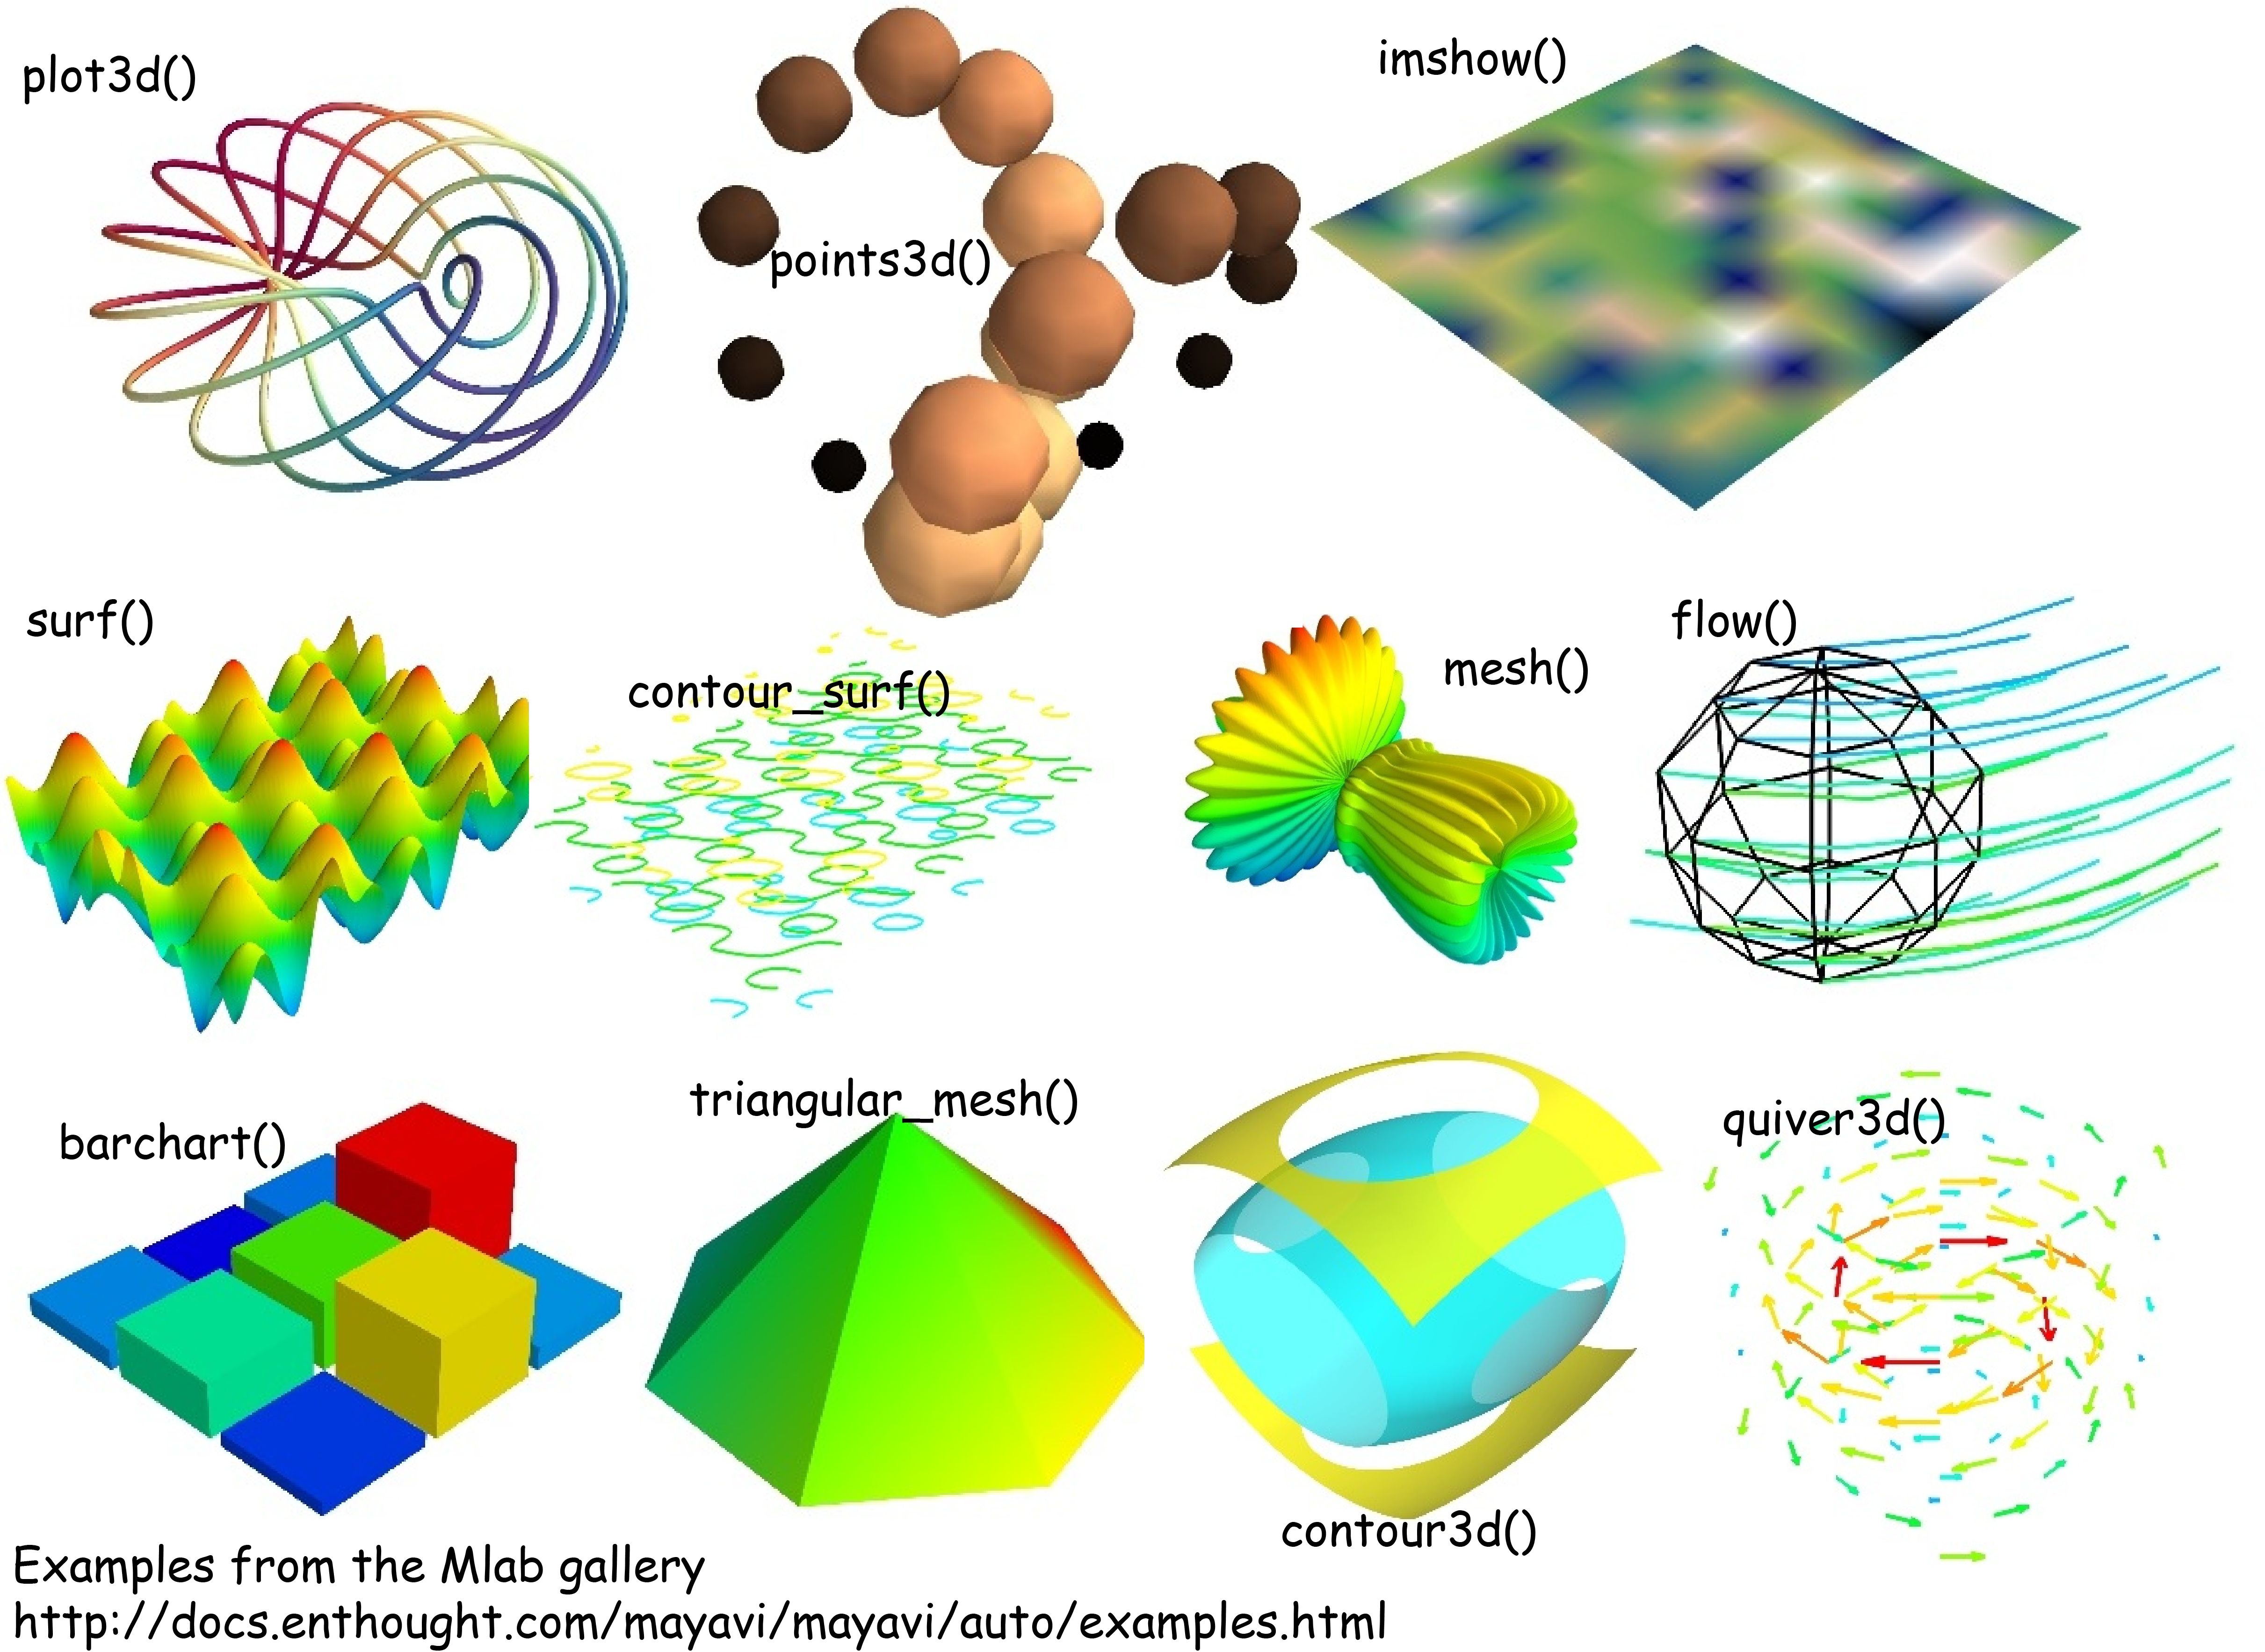 plot3d()
points3d()
imshow()
surf()
contour_surf()
mesh()
flow()
barchart()
triangular_mesh()
contour3d()
quiver3d()
Examples from the Mlab gallery
http://docs.enthought.com/mayavi/mayavi/auto/examples.html